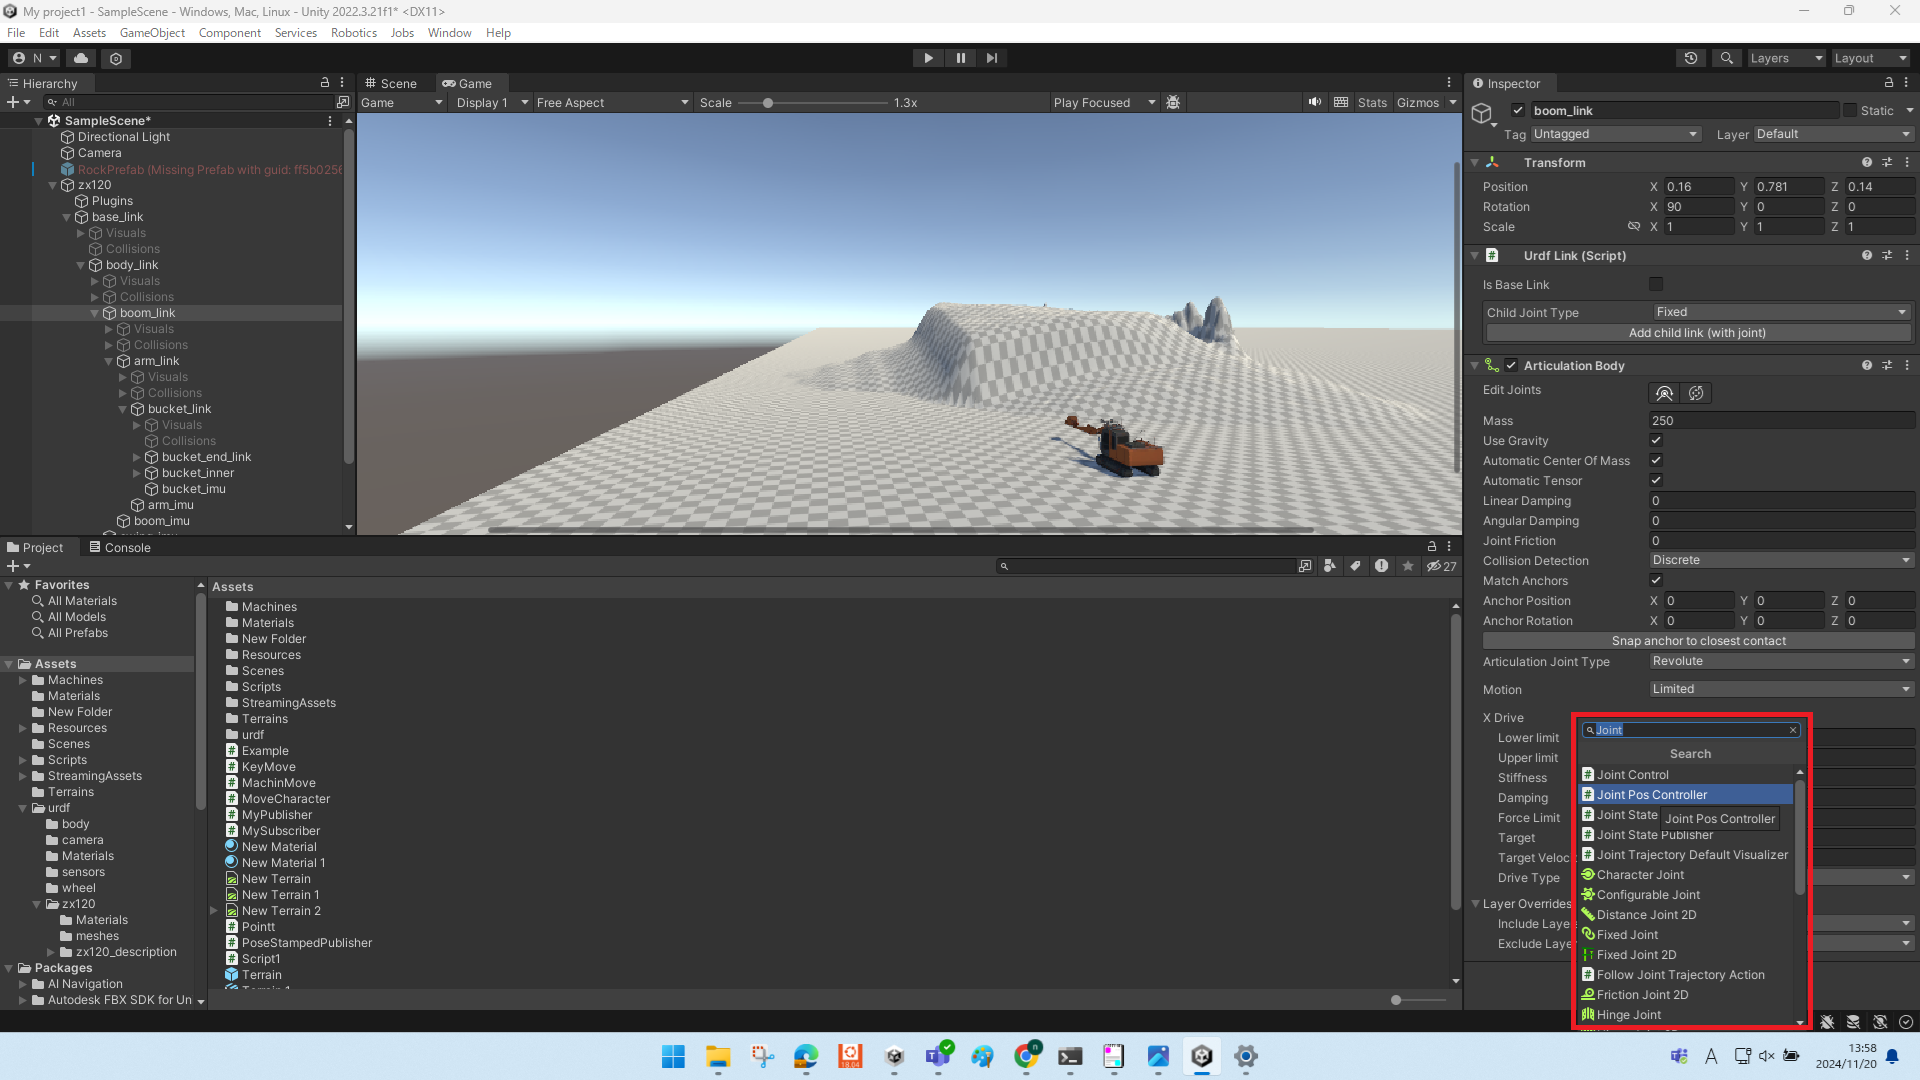 My project1 - SampleScene - Windows, Mac, Linux - Unity 2022.3.21f1* <DX11>
File Edit Assets GameObject Component Services Robotics Jobs Window Help
N
Layers
Layout
Hierarchy
All
SampleScene*
Directional Light
Camera
RockPrefab (Missing Prefab with guid: ff5b0256
zx120
Plugins
base_link
Visuals
Collisions
body_link
Visuals
Collisions
boom_link
Visuals
Collisions
arm_link
Visuals
Collisions
bucket_link
Visuals
Collisions
bucket_end_link
bucket_inner
bucket_imu
arm_imu
boom_imu
Scene Game
Game Display 1 Free Aspect Scale 1.3x Play Focused Stats Gizmos
Inspector
boom_link Static
Tag Untagged Layer Default
Transform
Position X 0.16 Y 0.781 Z 0.14
Rotation X 90 Y 0 Z 0
Scale X 1 Y 1 Z 1
Urdf Link (Script)
Is Base Link
Child Joint Type Fixed
Add child link (with joint)
Articulation Body
Edit Joints
Mass 250
Use Gravity
Automatic Center Of Mass
Automatic Tensor
Linear Damping 0
Angular Damping 0
Joint Friction 0
Collision Detection Discrete
Match Anchors
Anchor Position X 0 Y 0 Z 0
Anchor Rotation X 0 Y 0 Z 0
Snap anchor to closest contact
Articulation Joint Type Revolute
Motion Limited
X Drive
Lower limit
Upper limit
Stiffness
Damping
Force Limit
Target
Target Veloc
Drive Type
Layer Overrides
Include Laye
Exclude Laye
Joint
Search
Joint Control
Joint Pos Controller
Joint State
Joint Pos Controller
Joint State Publisher
Joint Trajectory Default Visualizer
Character Joint
Configurable Joint
Distance Joint 2D
Fixed Joint
Fixed Joint 2D
Follow Joint Trajectory Action
Friction Joint 2D
Hinge Joint
Project Console
27
Favorites
All Materials
All Models
All Prefabs
Assets
Machines
Materials
New Folder
Resources
Scenes
Scripts
StreamingAssets
Terrains
urdf
body
camera
Materials
sensors
wheel
zx120
Materials
meshes
zx120_description
Packages
AI Navigation
Autodesk FBX SDK for Un
Assets
Machines
Materials
New Folder
Resources
Scenes
Scripts
StreamingAssets
Terrains
urdf
Example
KeyMove
MachinMove
MoveCharacter
MyPublisher
MySubscriber
New Material
New Material 1
New Terrain
New Terrain 1
New Terrain 2
Pointt
PoseStampedPublisher
Script1
Terrain
18.04
n
A
13:58
2024/11/20